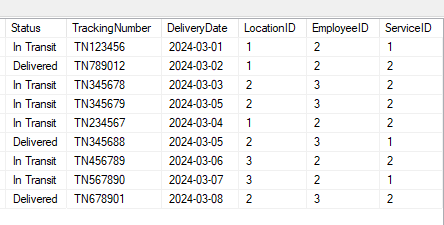 Status TrackingNumber DeliveryDate LocationID EmployeeID ServiceID
In Transit TN123456 2024-03-01 1 2 1
Delivered TN789012 2024-03-02 1 2 2
In Transit TN345678 2024-03-03 2 3 2
In Transit TN345679 2024-03-05 2 3 2
In Transit TN234567 2024-03-04 1 2 2
Delivered TN345688 2024-03-05 2 3 1
In Transit TN456789 2024-03-06 3 2 2
In Transit TN567890 2024-03-07 3 2 1
Delivered TN678901 2024-03-08 2 3 2